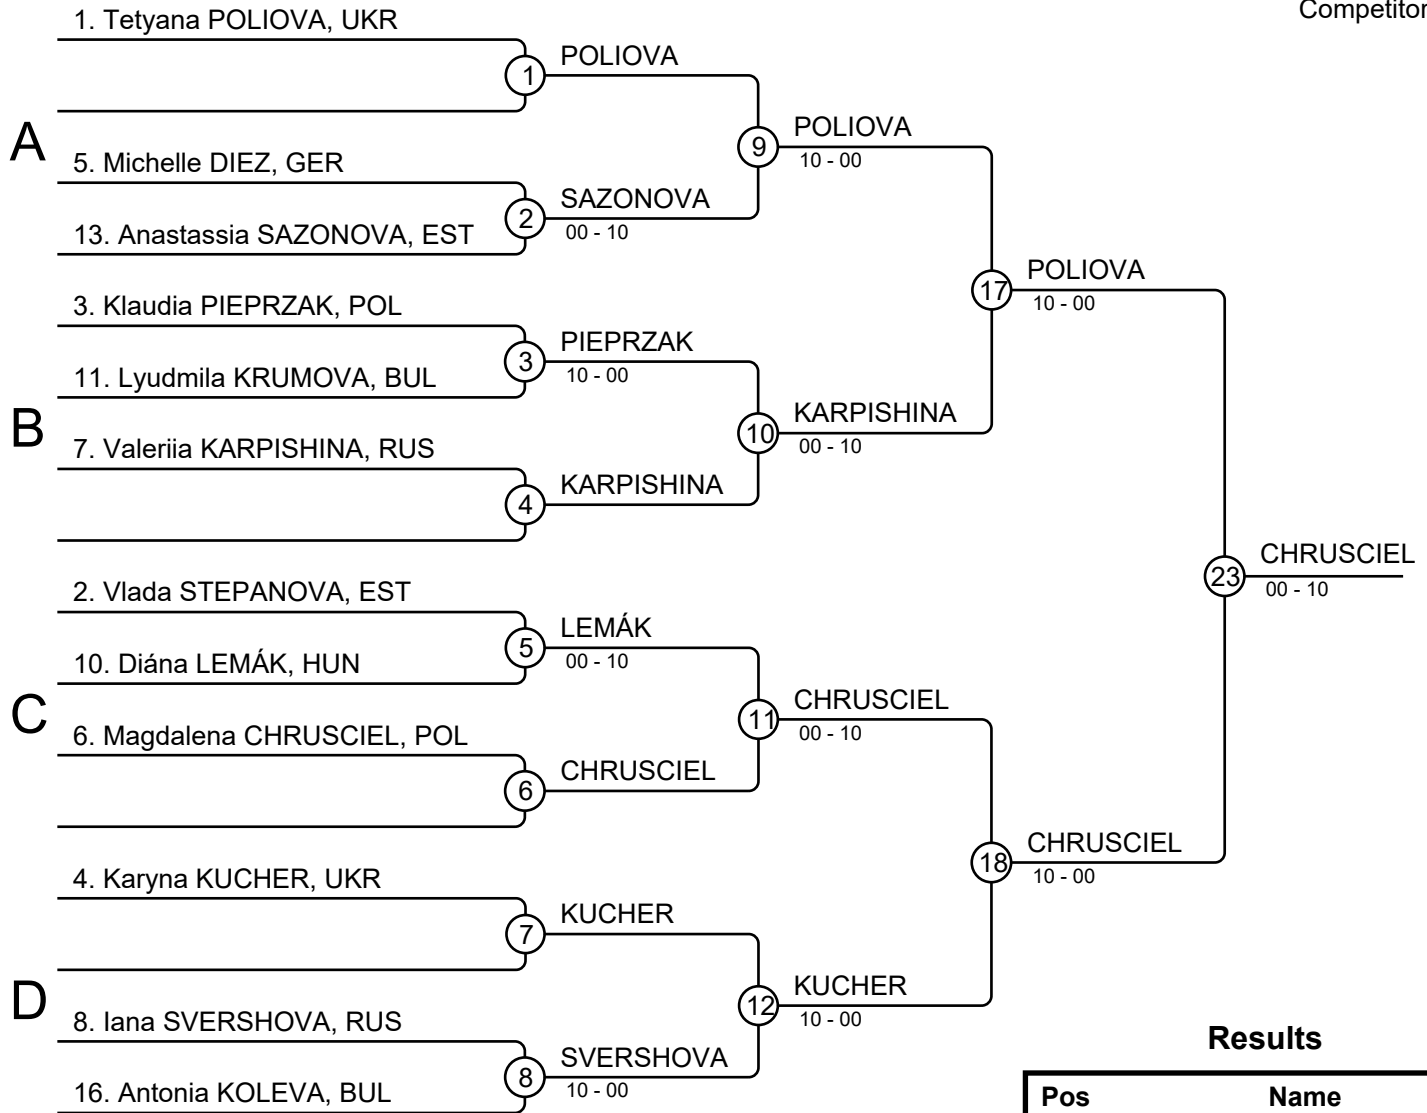 Competitor
1. Tetyana POLIOVA, UKR
1
POLIOVA
A
9
POLIOVA
10 - 00
5. Michelle DIEZ, GER
2
SAZONOVA
00 - 10
13. Anastassia SAZONOVA, EST
17
POLIOVA
10 - 00
3. Klaudia PIEPRZAK, POL
3
PIEPRZAK
10 - 00
11. Lyudmila KRUMOVA, BUL
B
10
KARPISHINA
00 - 10
7. Valeriia KARPISHINA, RUS
4
KARPISHINA
23
CHRUSCIEL
00 - 10
2. Vlada STEPANOVA, EST
5
LEMÁK
00 - 10
10. Diána LEMÁK, HUN
C
11
CHRUSCIEL
00 - 10
6. Magdalena CHRUSCIEL, POL
6
CHRUSCIEL
18
CHRUSCIEL
10 - 00
4. Karyna KUCHER, UKR
7
KUCHER
D
12
KUCHER
10 - 00
8. Iana SVERSHOVA, RUS
8
SVERSHOVA
10 - 00
16. Antonia KOLEVA, BUL
Results
Pos Name